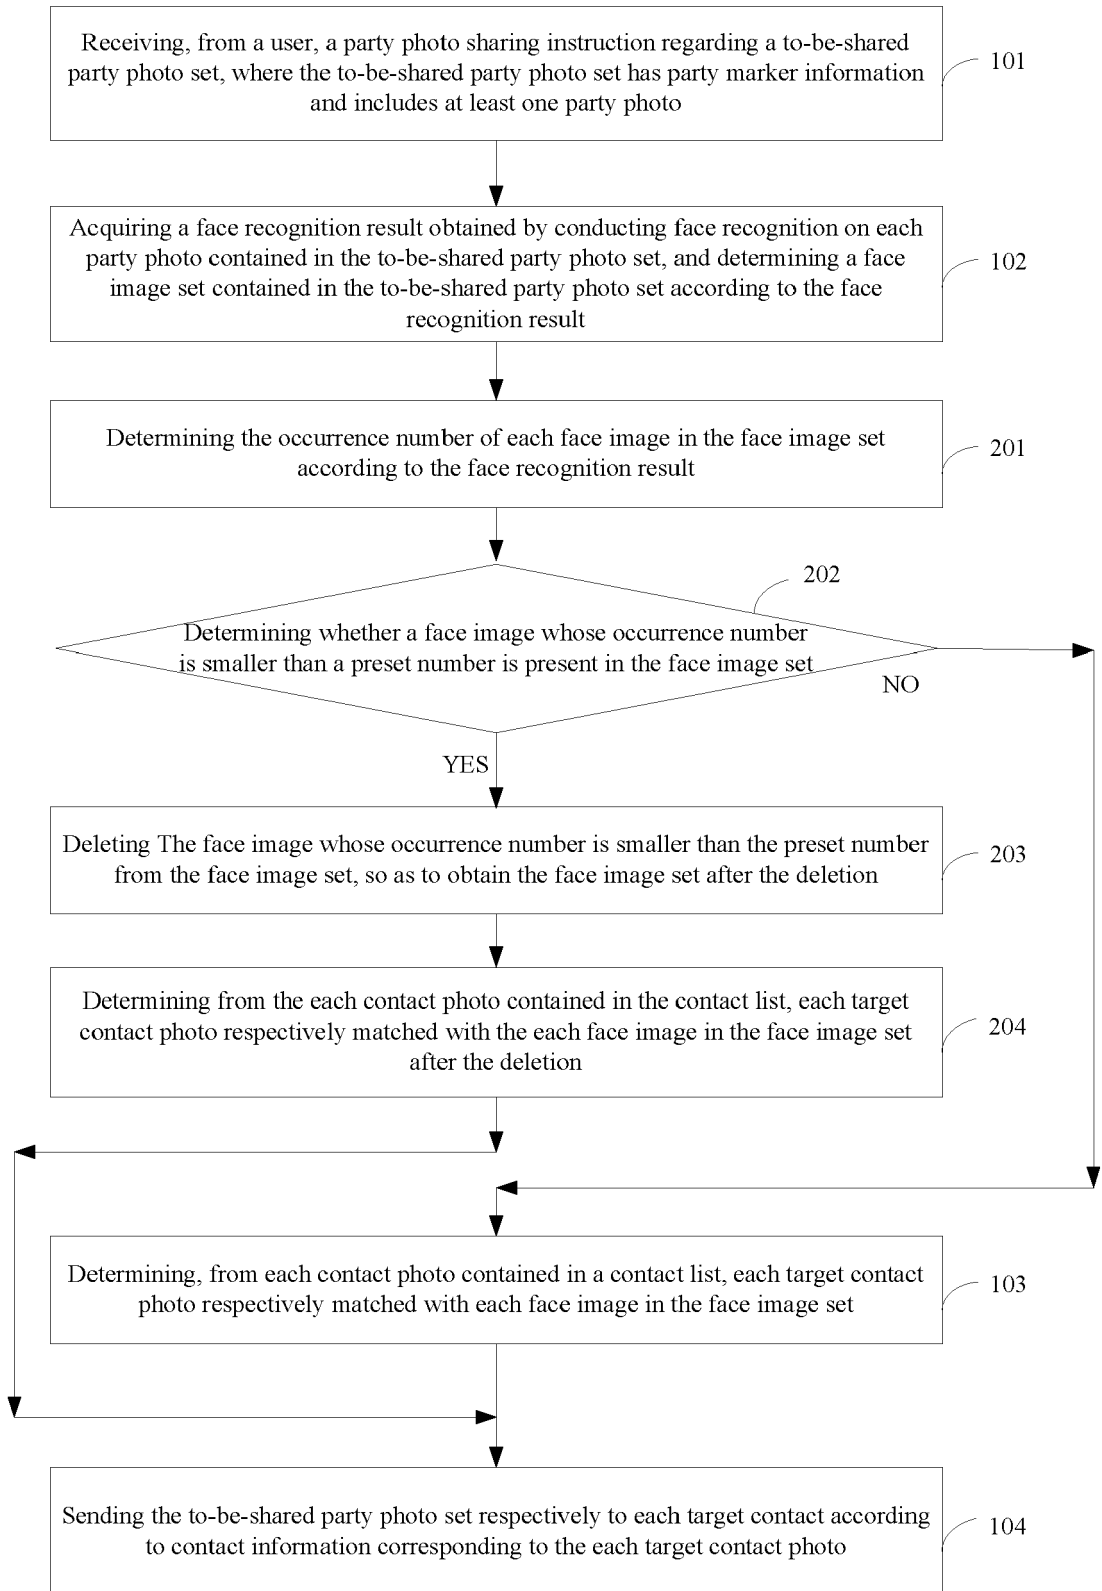 Receiving, from a user, a party photo sharing instruction regarding a to-be-shared
party photo set, where the to-be-shared party photo set has party marker information
and includes at least one party photo
101
Acquiring a face recognition result obtained by conducting face recognition on each
party photo contained in the to-be-shared party photo set, and determining a face
image set contained in the to-be-shared party photo set according to the face
recognition result
102
Determining the occurrence number of each face image in the face image set
according to the face recognition result
201
202
Determining whether a face image whose occurrence number
is smaller than a preset number is present in the face image set
NO
YES
Deleting The face image whose occurrence number is smaller than the preset number
from the face image set, so as to obtain the face image set after the deletion
203
Determining from the each contact photo contained in the contact list, each target
contact photo respectively matched with the each face image in the face image set
after the deletion
204
Determining, from each contact photo contained in a contact list, each target contact
photo respectively matched with each face image in the face image set
103
Sending the to-be-shared party photo set respectively to each target contact according
to contact information corresponding to the each target contact photo
104